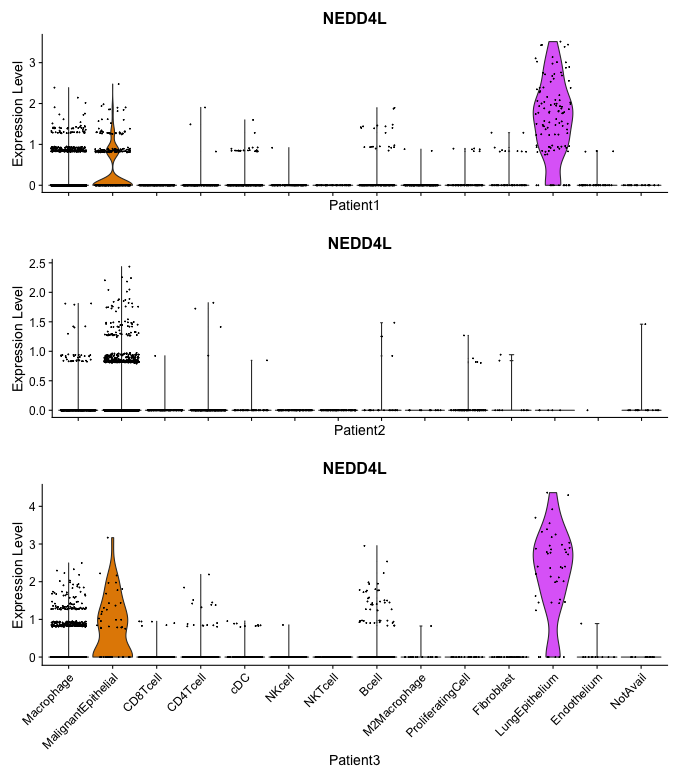 NEDD4L
Expression Level
3
2
1
0
Patient1
NEDD4L
Expression Level
2.5
2.0
1.5
1.0
0.5
0.0
Patient2
NEDD4L
Expression Level
4
3
2
1
0
Macrophage
MalignantEpithelial
CD8Tcell
CD4Tcell
cDC
NKcell
NKTcell
Bcell
M2Macrophage
ProliferatingCell
Fibroblast
LungEpithelium
Endothelium
NotAvail
Patient3